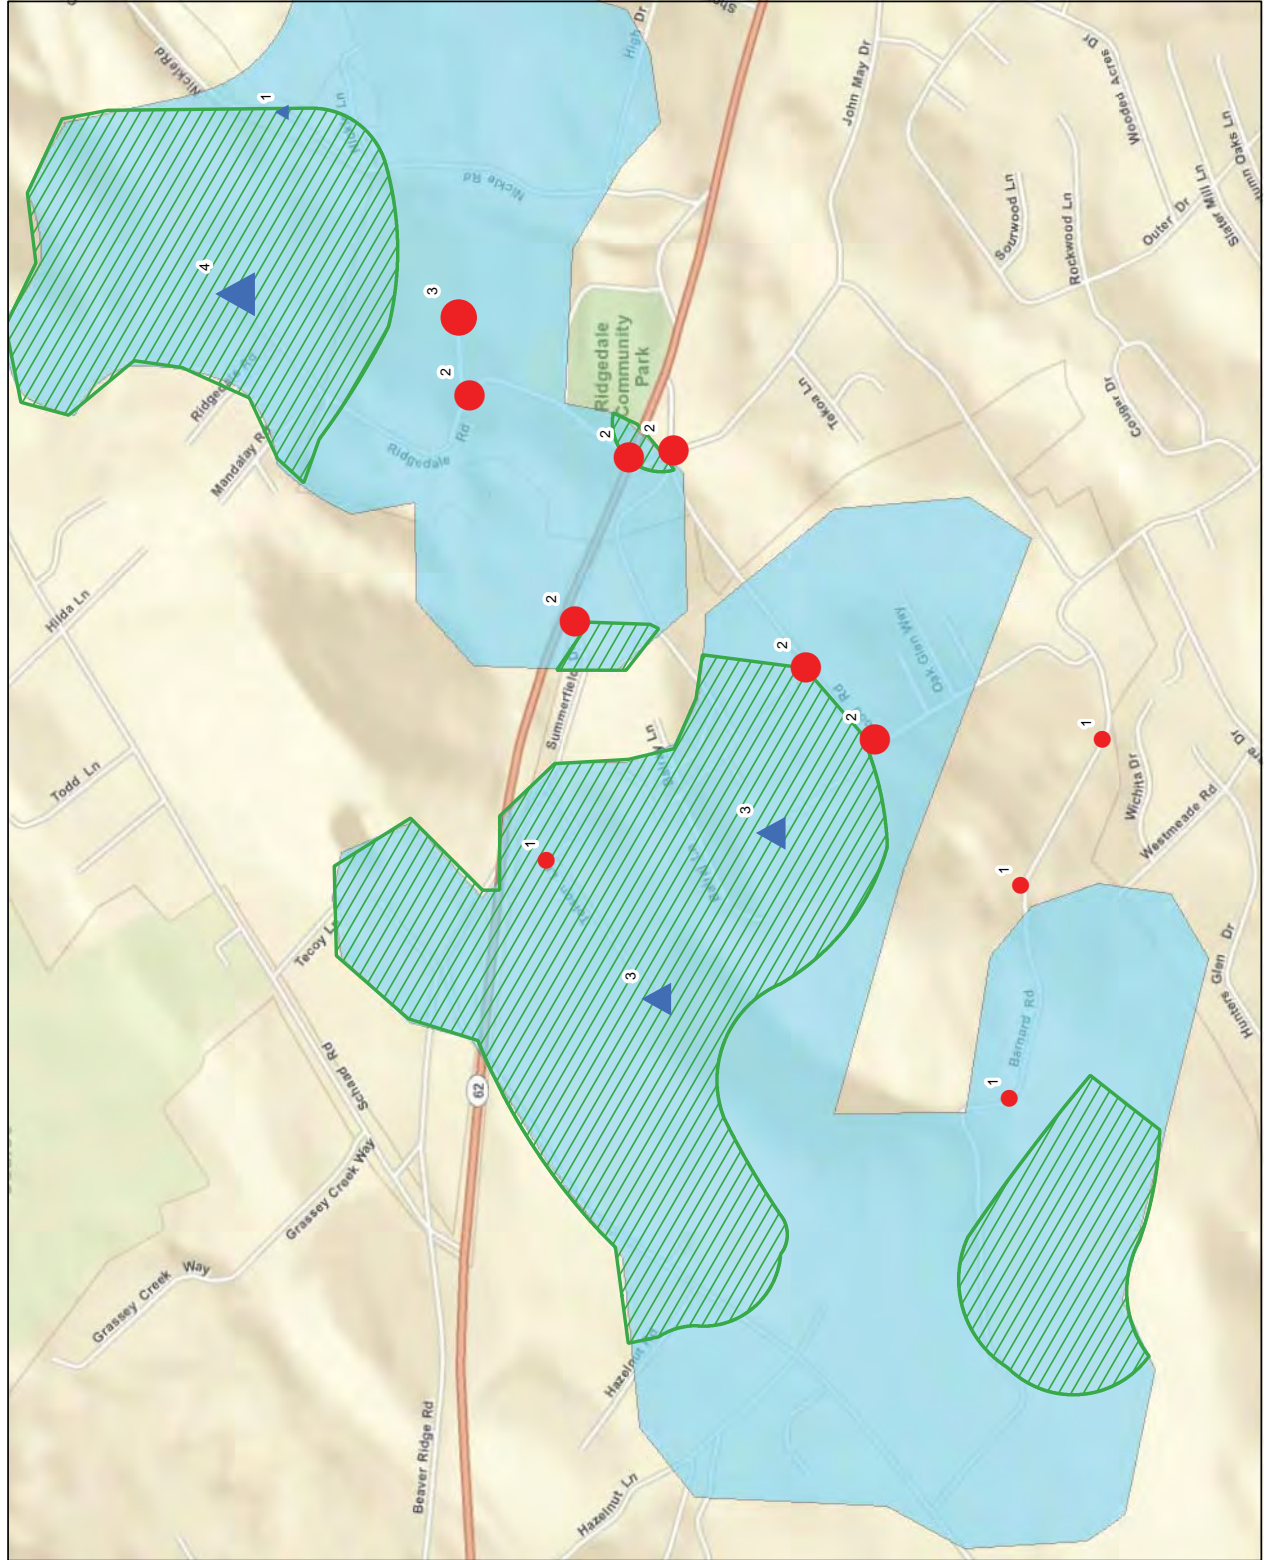 Nickle Rd
High Dr
1
4
Nickle Rd
John May Dr
Dr
Wooded Acres
Sourwood Ln
Rockwood Ln
Outer Dr
Slater Mill Ln
Oaks Ln
3
2
Ridgedale
Community
Park
2
2
Mandalay Rd
Ridgedale
Rd
Tekoa Ln
Cougar Dr
Hilda Ln
2
Summerfield
2
Rd
2
Oak Glen Way
1
Wichita Dr
Westmeade Rd
Todd Ln
1
3
1
Tecoy L
3
Hunters Glen Dr
Barnard Rd
1
62
Schaad Rd
Grassey Creek Way
Grassey Creek Way
Hazelnut
Beaver Ridge Rd
Hazelnut Ln